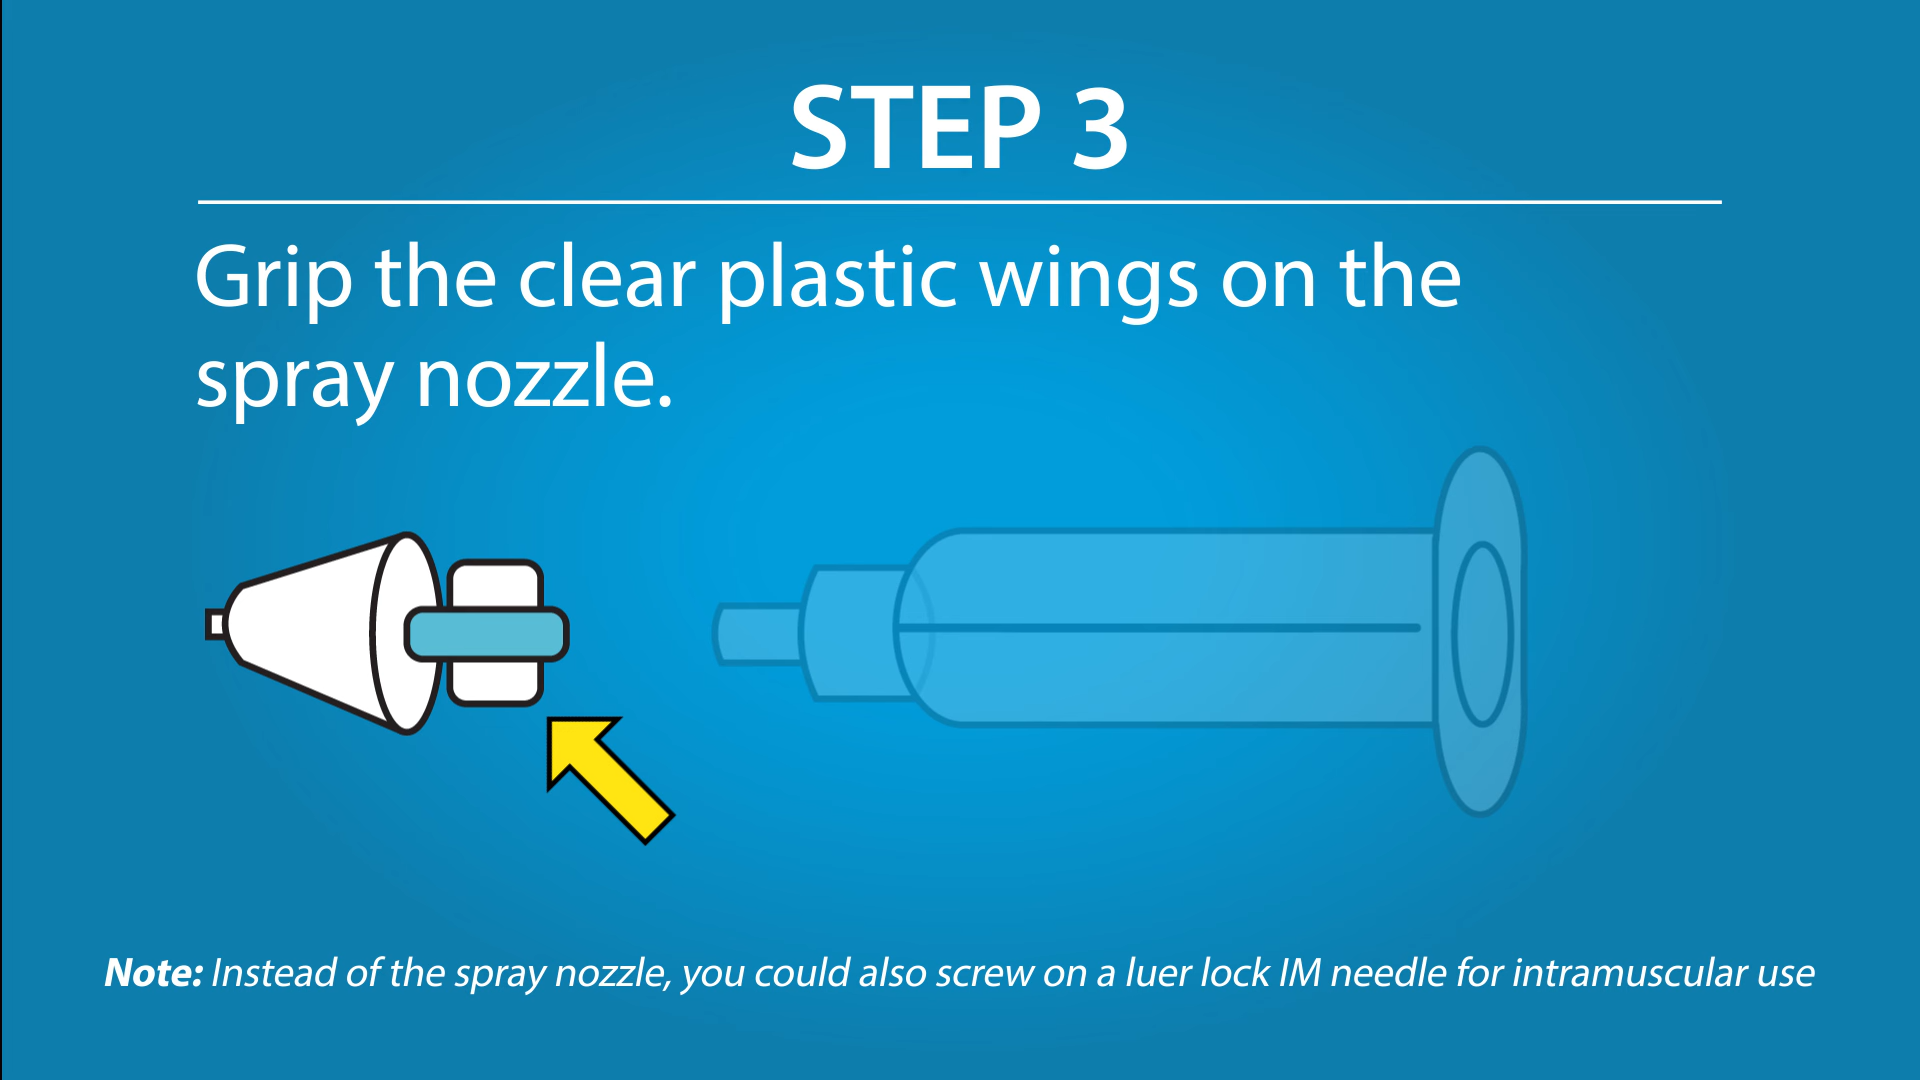 STEP 3
Grip the clear plastic wings on the
spray nozzle.
Note: Instead of the spray nozzle, you could also screw on a luer lock IM needle for intramuscular use